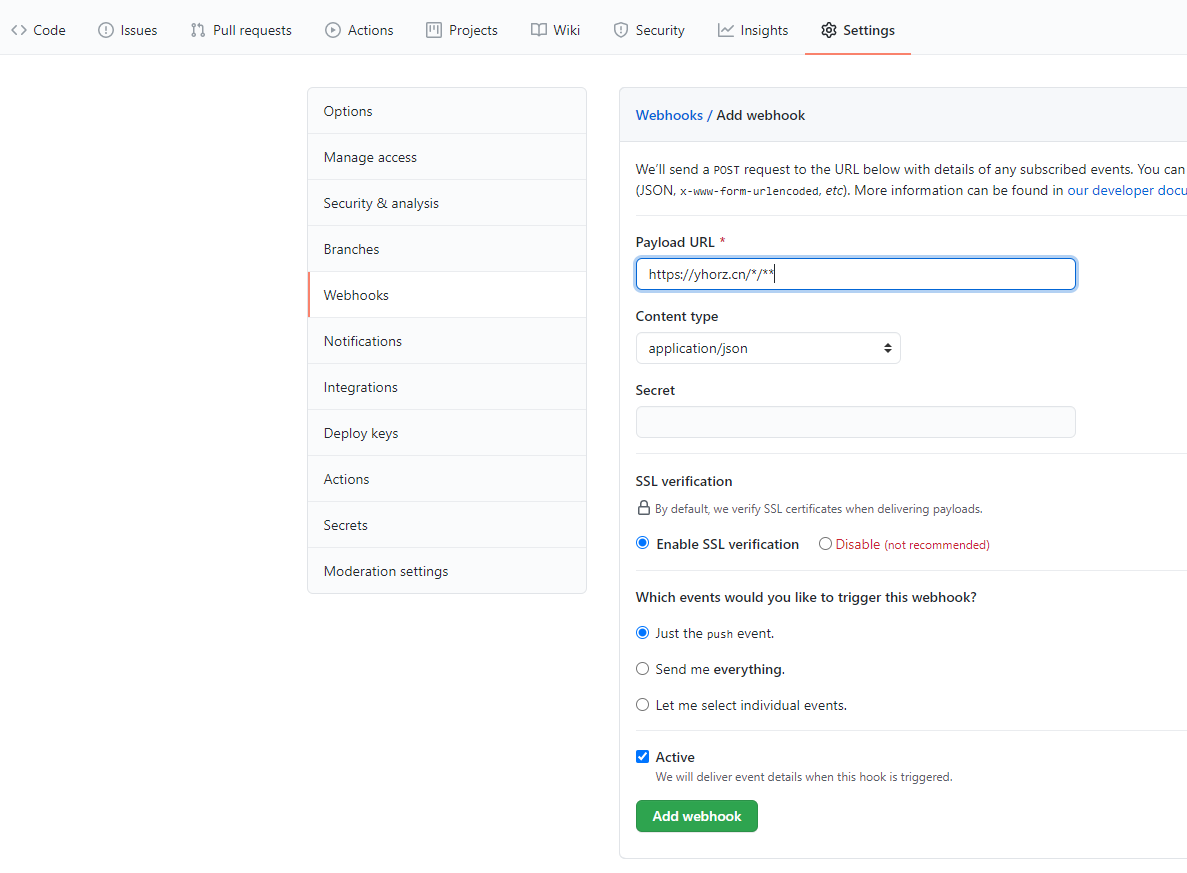 Code Issues Pull requests Actions Projects Wiki Security Insights Settings
Options
Manage access
Security & analysis
Branches
Webhooks
Notifications
Integrations
Deploy keys
Actions
Secrets
Moderation settings
Webhooks / Add webhook
We'll send a POST request to the URL below with details of any subscribed events. You can
(JSON, x-www-form-urlencoded, etc). More information can be found in our developer docu
Payload URL *
https://yhorz.cn/*/**
Content type
application/json
Secret
SSL verification
By default, we verify SSL certificates when delivering payloads.
Enable SSL verification Disable (not recommended)
Which events would you like to trigger this webhook?
Just the push event.
Send me everything.
Let me select individual events.
Active
We will deliver event details when this hook is triggered.
Add webhook